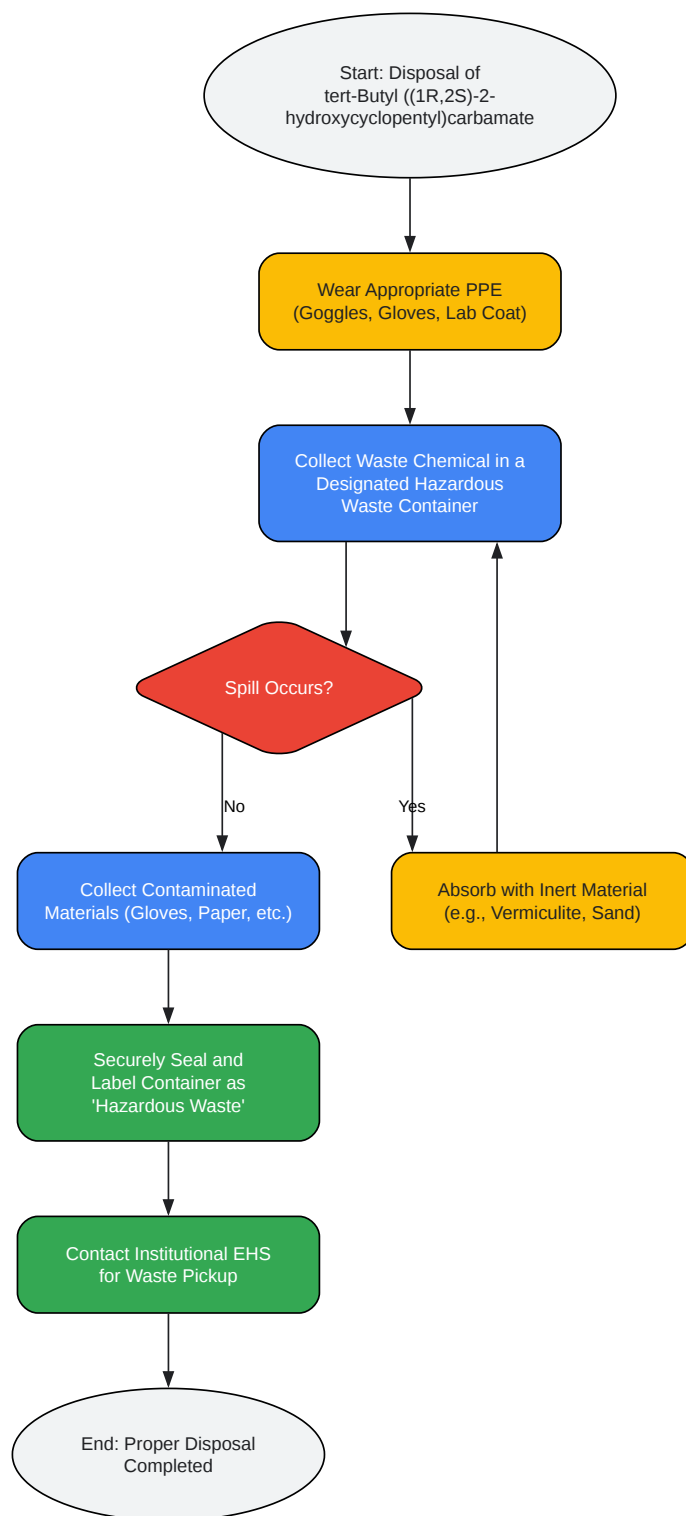 Start: Disposal of
tert-Butyl ((1R,2S)-2-
hydroxycyclopentyl)carbamate
Wear Appropriate PPE
(Goggles, Gloves, Lab Coat)
Collect Waste Chemical in a
Designated Hazardous
Waste Container
Spill Occurs?
No
Yes
Collect Contaminated
Materials (Gloves, Paper, etc.)
Absorb with Inert Material
(e.g., Vermiculite, Sand)
Securely Seal and
Label Container as
'Hazardous Waste'
Contact Institutional EHS
for Waste Pickup
End: Proper Disposal
Completed